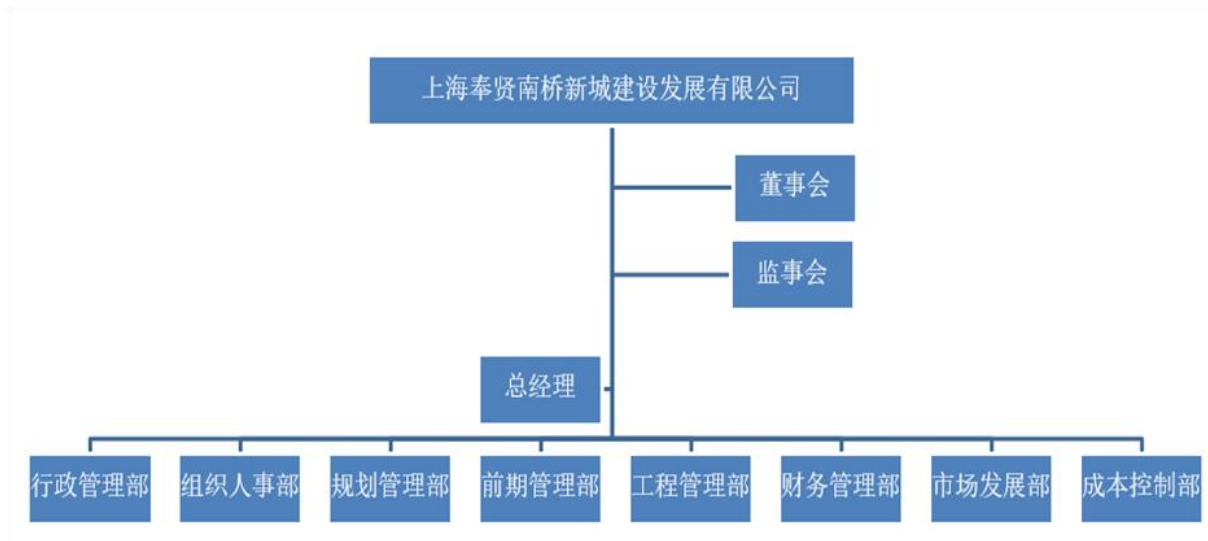 上海奉贤南桥新城建设发展有限公司
董事会
监事会
总经理
行政管理部
组织人事部
规划管理部
前期管理部
工程管理部
财务管理部
市场发展部
成本控制部